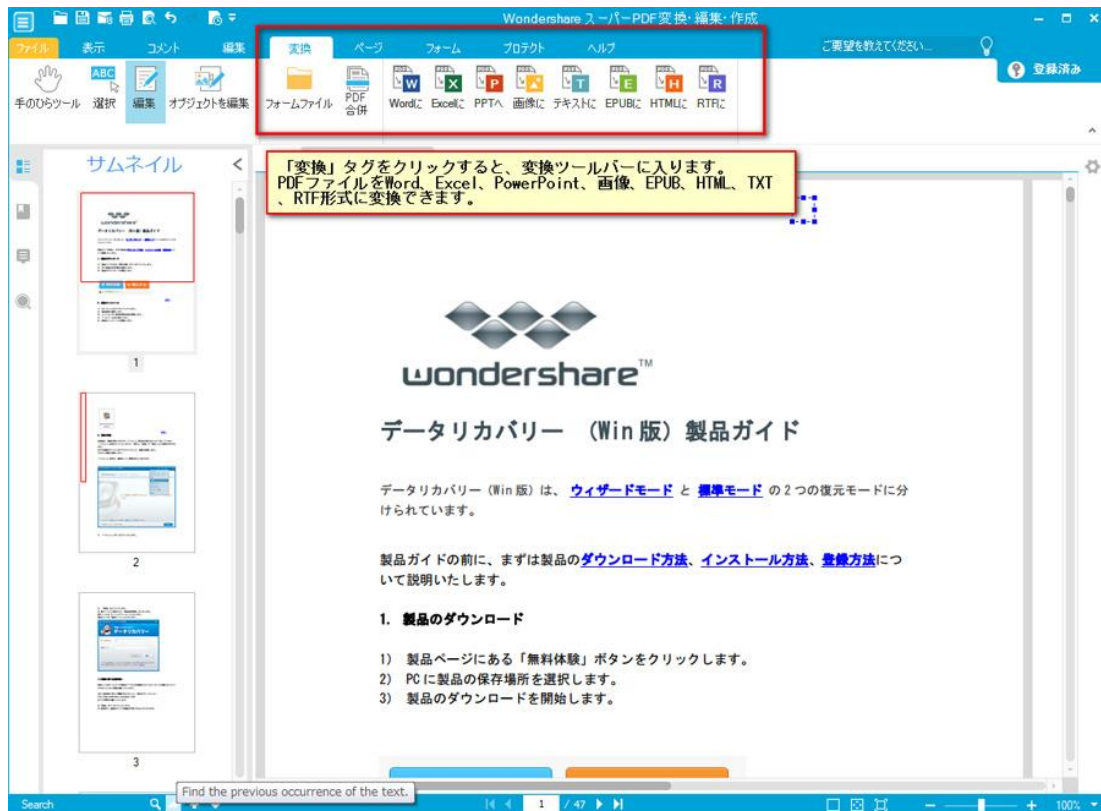 Wondershare スーパーPDF変換・編集・作成
ファイル 表示 コメント 編集 変換 ページ フォーム プロテクト ヘルプ ご要望を教えてください...
登録済み
手のひらツール 選択 編集 オブジェクトを編集 フォームファイル PDF合併 Wordに Excelに PPTへ 画像に テキストに EPUBに HTMLに RTFに
サムネイル
「変換」タグをクリックすると、変換ツールバーに入ります。
PDFファイルをWord、Excel、PowerPoint、画像、EPUB、HTML、TXT
、RTF形式に変換できます。
1
2
3
wondershare™
データリカバリー （Win版）製品ガイド
データリカバリー（Win版）は、 ウィザードモード と 標準モード の2つの復元モードに分
けられています。
製品ガイドの前に、まずは製品のダウンロード方法、インストール方法、登録方法につ
いて説明いたします。
1. 製品のダウンロード
1) 製品ページにある「無料体験」ボタンをクリックします。
2) PCに製品の保存場所を選択します。
3) 製品のダウンロードを開始します。
Find the previous occurrence of the text.
Search 1 / 47 100%